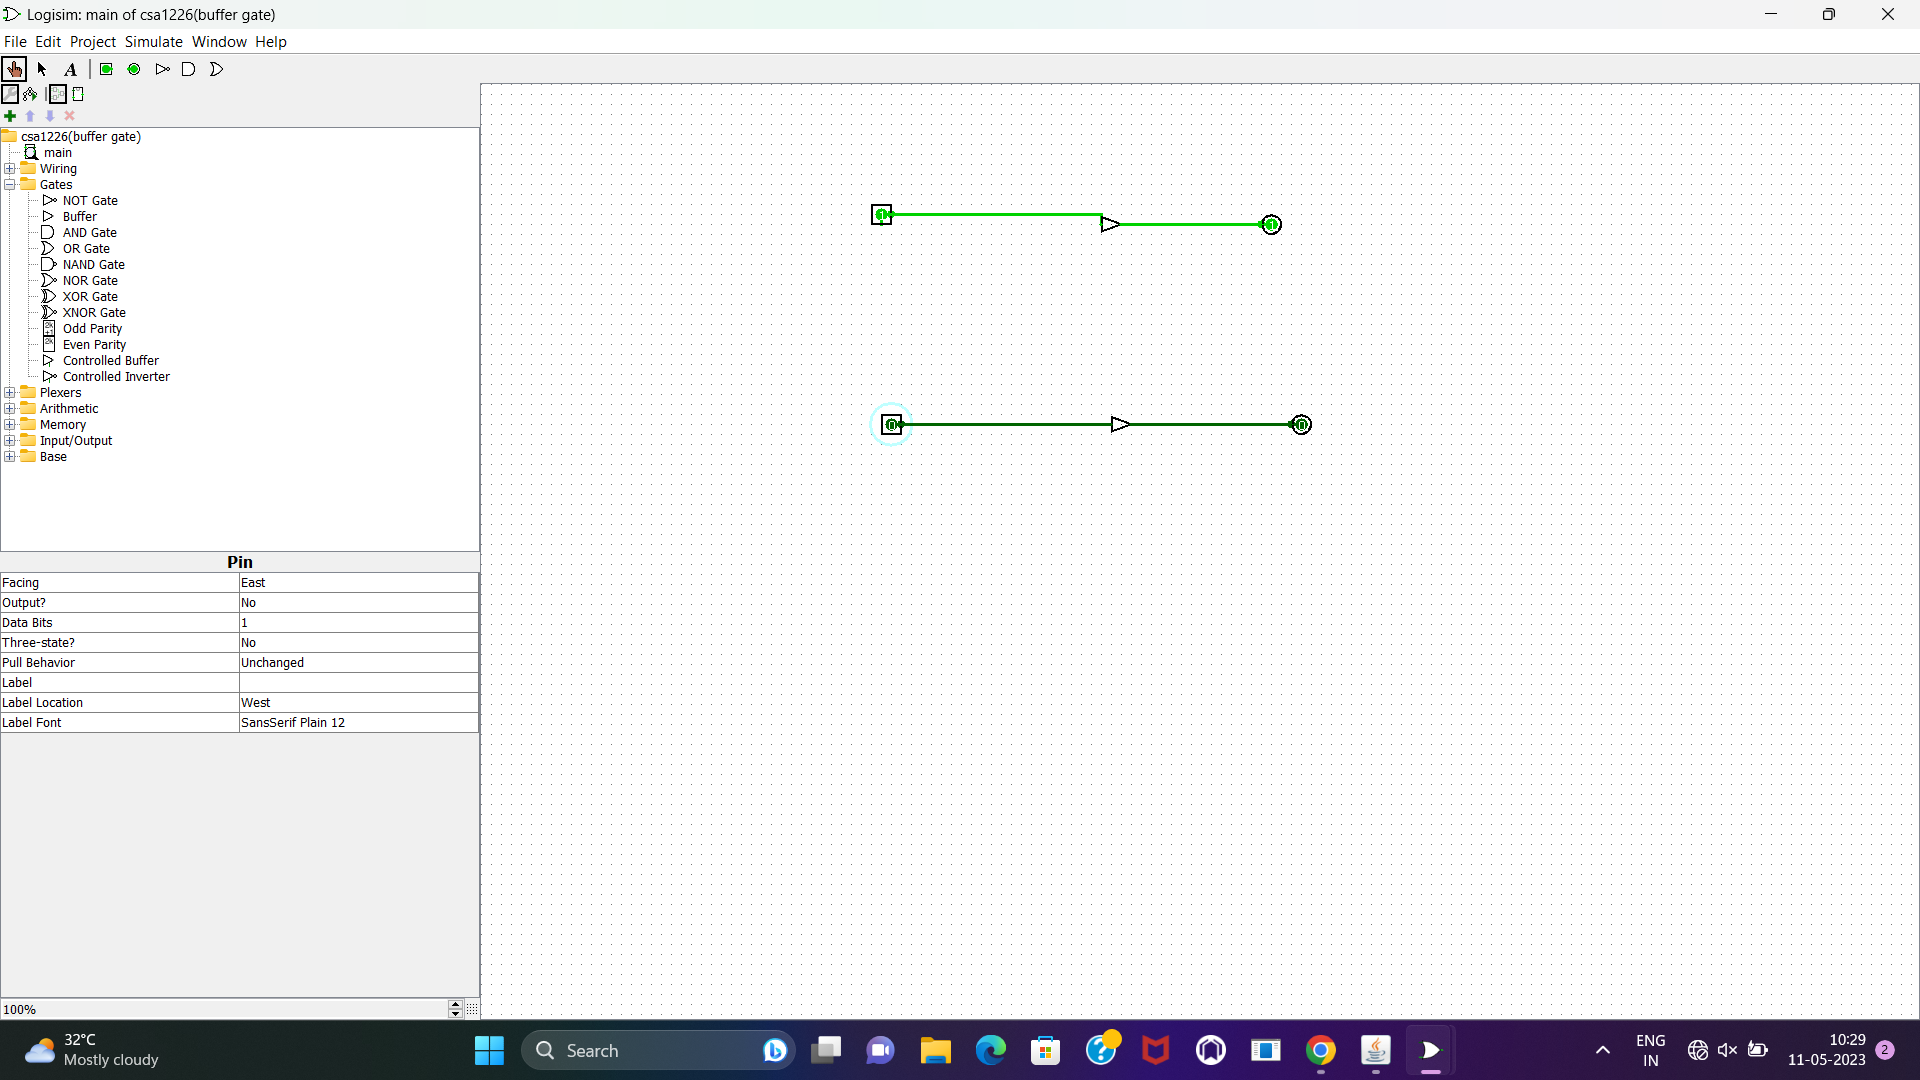 Logisim: main of csa1226(buffer gate)
File Edit Project Simulate Window Help
A
csa1226(buffer gate)
main
Wiring
Gates
NOT Gate
Buffer
AND Gate
OR Gate
NAND Gate
NOR Gate
XOR Gate
XNOR Gate
Odd Parity
Even Parity
Controlled Buffer
Controlled Inverter
Plexers
Arithmetic
Memory
Input/Output
Base
1 1
0 0
Pin
Facing East
Output? No
Data Bits 1
Three-state? No
Pull Behavior Unchanged
Label
Label Location West
Label Font SansSerif Plain 12
100%
32°C
Mostly cloudy
Search
ENG
IN
10:29
11-05-2023
2